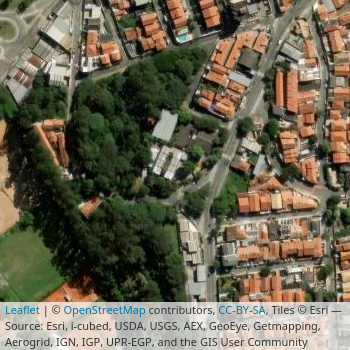 Leaflet | © OpenStreetMap contributors, CC-BY-SA, Tiles © Esri —
Source: Esri, i-cubed, USDA, USGS, AEX, GeoEye, Getmapping,
Aerogrid, IGN, IGP, UPR-EGP, and the GIS User Community